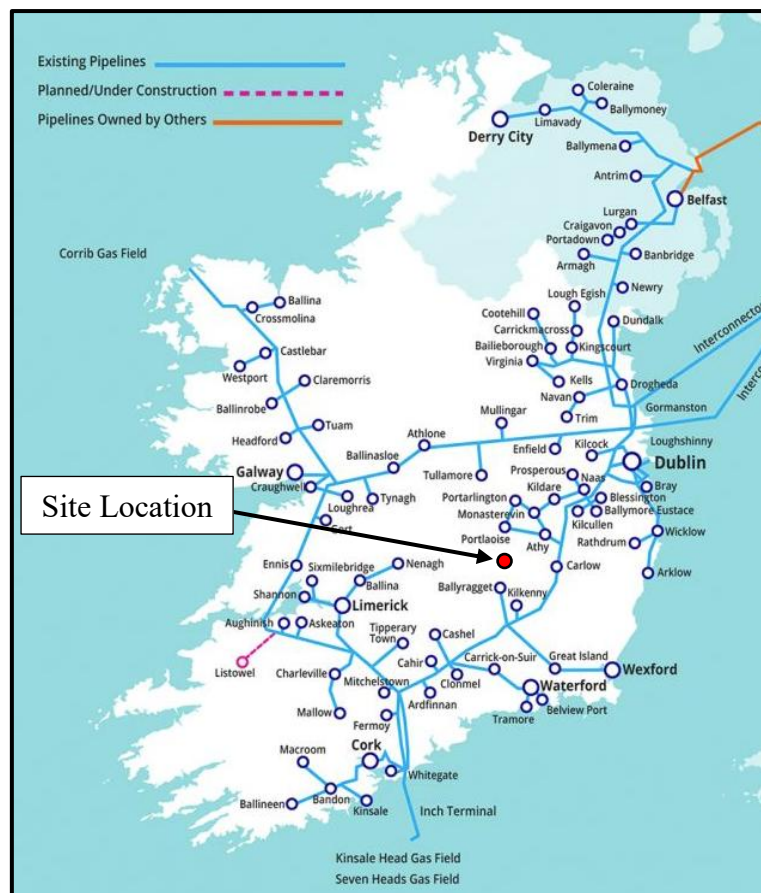 Existing Pipelines
Planned/Under Construction
Pipelines Owned by Others
Coleraine
Ballymoney
Limavady
Derry City
Ballymena
Antrim
Belfast
Lurgan
Craigavon
Portadown
Armagh
Banbridge
Corrib Gas Field
Newry
Lough Egish
Ballina
Crossmolina
Cootehill
Carrickmacross
Dundalk
Interconnecto
Castlebar
Bailieborough
Kingscourt
Westport
Claremorris
Virginia
Kells
Drogheda
Interco
Navan
Ballinrobe
Mullingar
Trim
Gormanston
Tuam
Headford
Athlone
Enfield
Kilcock
Loughshinny
Ballinasloe
Galway
Tullamore
Prosperous
Naas
Dublin
Craughwell
Kildare
Bray
Loughrea
Tynagh
Portarlington
Blessington
Site Location
Monasterevin
Kilcullen
Ballymore Eustace
Gort
Portlaoise
Athy
Rathdrum
Wicklow
Ennis
Sixmilebridge
Nenagh
Carlow
Arklow
Shannon
Ballina
Ballyragget
Kilkenny
Limerick
Aughinish
Askeaton
Tipperary
Town
Cashel
Carrick-on-Suir
Great Island
Wexford
Listowel
Charleville
Cahir
Mitchelstown
Clonmel
Waterford
Ardfinnan
Mallow
Tramore
Belview Port
Fermoy
Macroom
Cork
Whitegate
Ballineen
Bandon
Kinsale
Inch Terminal
Kinsale Head Gas Field
Seven Heads Gas Field